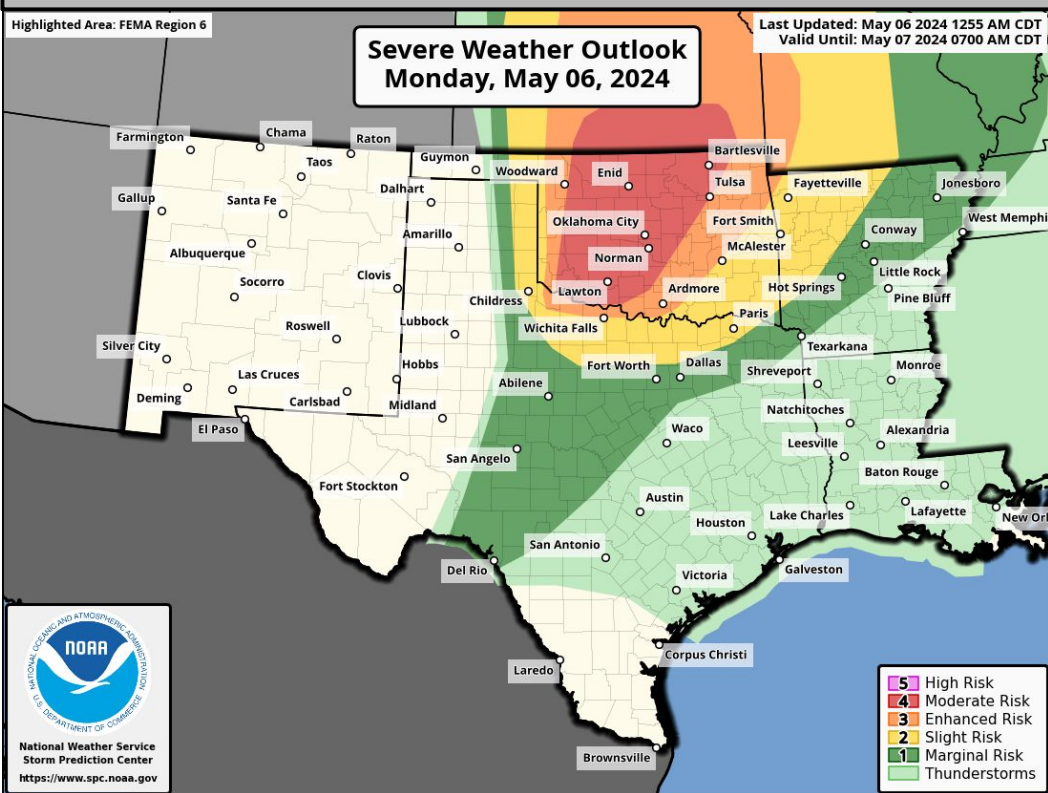 Highlighted Area: FEMA Region 6
Severe Weather Outlook
Monday, May 06, 2024
Last Updated: May 06 2024 1255 AM CDT
Valid Until: May 07 2024 0700 AM CDT
Farmington
Chama
Raton
Taos
Guymon
Woodward
Enid
Bartlesville
Tulsa
Fayetteville
Jonesboro
Gallup
Santa Fe
Dalhart
Oklahoma City
Fort Smith
West Memphi
Albuquerque
Amarillo
Norman
McAlester
Conway
Socorro
Clovis
Childress
Lawton
Ardmore
Hot Springs
Little Rock
Pine Bluff
Roswell
Lubbock
Wichita Falls
Paris
Texarkana
Silver City
Las Cruces
Hobbs
Fort Worth
Dallas
Shreveport
Monroe
Deming
Carlsbad
Midland
Abilene
Natchitoches
El Paso
San Angelo
Waco
Leesville
Alexandria
Fort Stockton
Austin
Houston
Lake Charles
Baton Rouge
Lafayette
New Orl
Del Rio
San Antonio
Victoria
Galveston
Laredo
Corpus Christi
Brownsville
NATIONAL OCEANIC AND ATMOSPHERIC ADMINISTRATION
NOAA
U.S. DEPARTMENT OF COMMERCE
National Weather Service
Storm Prediction Center
https://www.spc.noaa.gov
5 High Risk
4 Moderate Risk
3 Enhanced Risk
2 Slight Risk
1 Marginal Risk
Thunderstorms